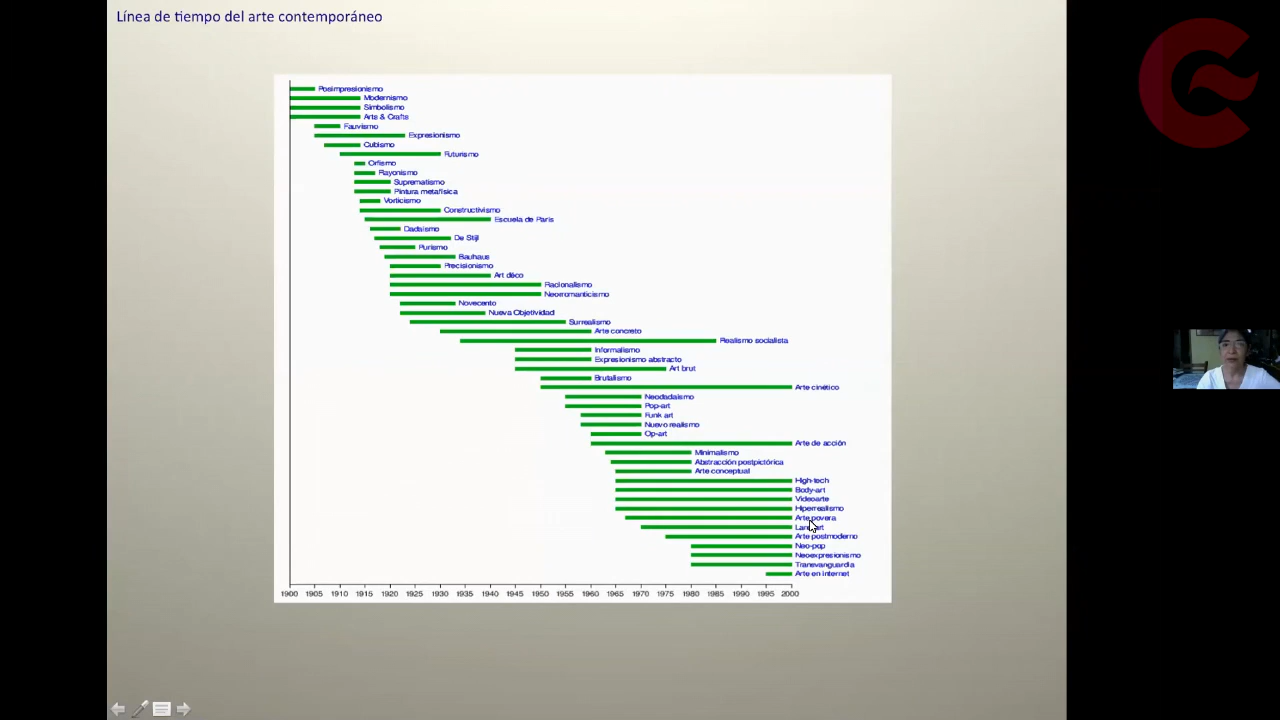 Línea de tiempo del arte contemporáneo
Posimpresionismo
Modernismo
Simbolismo
Arts & Crafts
Fauvismo
Expresionismo
Cubismo
Futurismo
Orfismo
Rayonismo
Suprematismo
Pintura metafísica
Vorticismo
Constructivismo
Escuela de París
Dadaísmo
De Stijl
Purismo
Bauhaus
Precisionismo
Art déco
Racionalismo
Neorromanticismo
Novecento
Nueva Objetividad
Surrealismo
Arte concreto
Realismo socialista
Informalismo
Expresionismo abstracto
Art brut
Brutalismo
Arte cinético
Neodadaísmo
Pop-art
Funk art
Nuevo realismo
Op-art
Arte de acción
Minimalismo
Abstracción postpictórica
Arte conceptual
High-tech
Body-art
Videoarte
Hiperrealismo
Arte povera
Land art
Arte postmoderno
Neo-pop
Neoexpresionismo
Transvanguardia
Arte en internet
1900 1905 1910 1915 1920 1925 1930 1935 1940 1945 1950 1955 1960 1965 1970 1975 1980 1985 1990 1995 2000